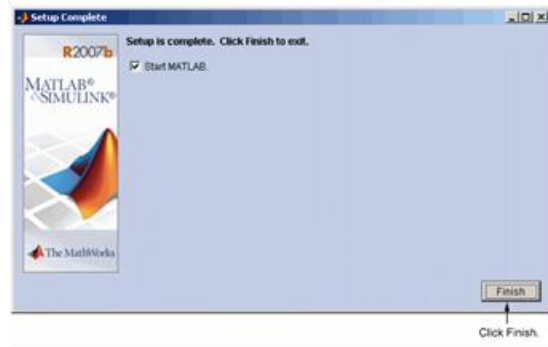 Setup Complete
R2007b
MATLAB®
&SIMULINK®
The MathWorks
Setup is complete. Click Finish to exit.
Start MATLAB.
Finish
Click Finish.